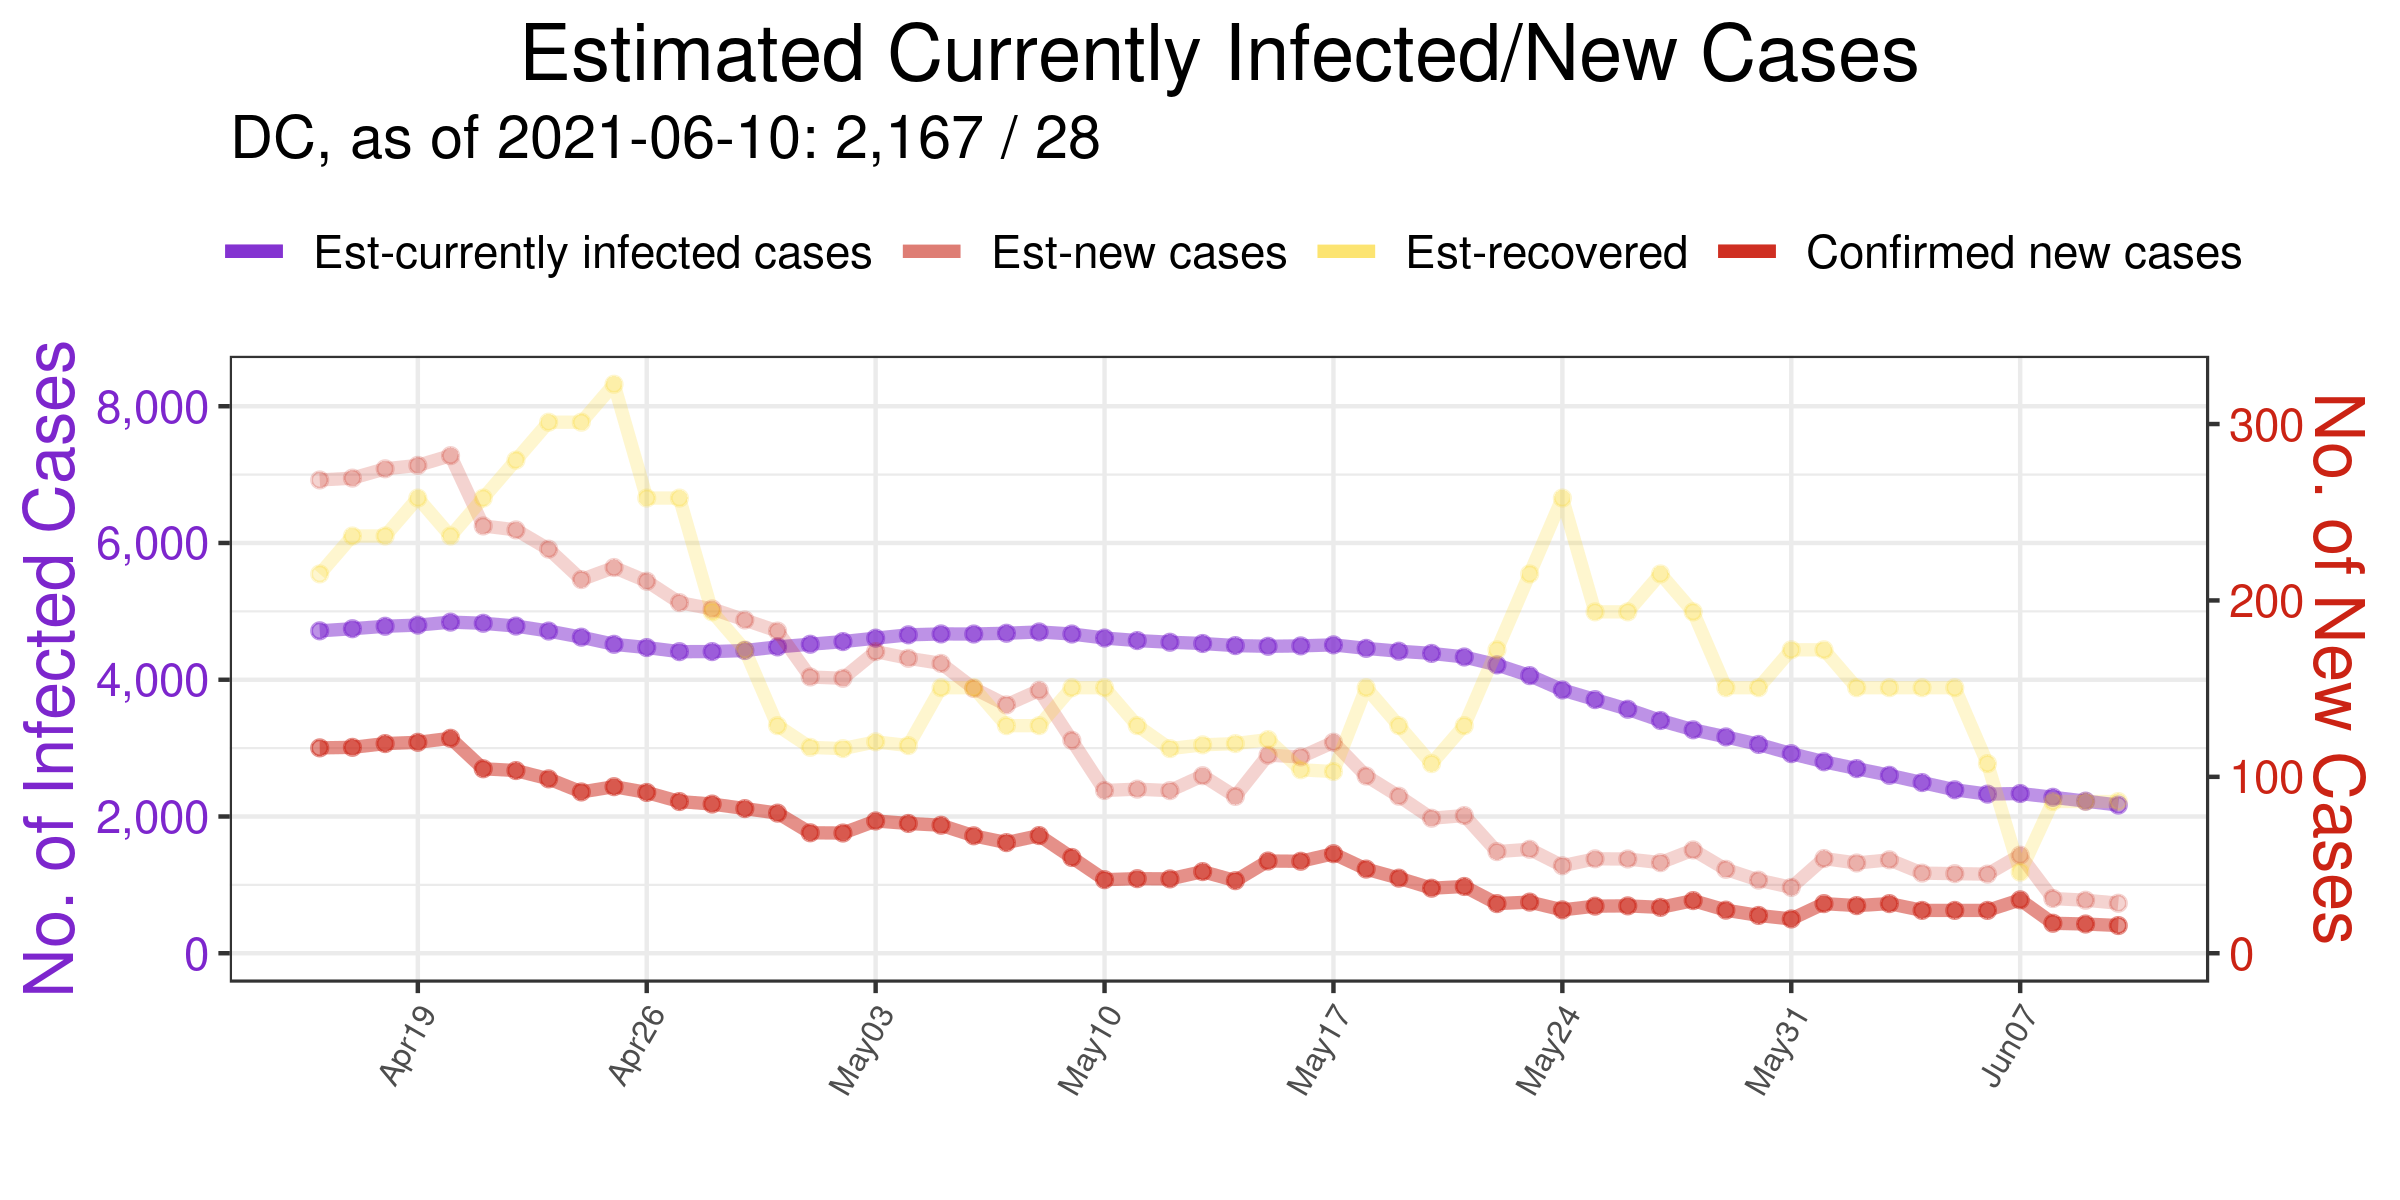 Estimated Currently Infected/New Cases
DC, as of 2021-06-10: 2,167 / 28
Est-currently infected cases Est-new cases Est-recovered Confirmed new cases
No. of Infected Cases
8,000
6,000
4,000
2,000
0
300
200
100
0
No. of New Cases
Apr19 Apr26 May03 May10 May17 May24 May31 Jun07